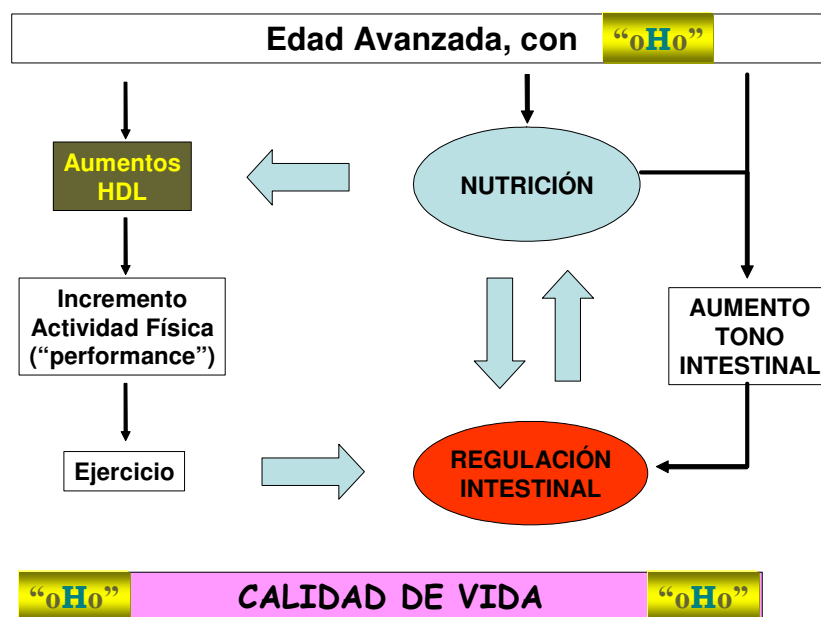 Edad Avanzada, con “oHo”
Aumentos
HDL
NUTRICIÓN
Incremento
Actividad Física
(“performance”)
AUMENTO
TONO
INTESTINAL
Ejercicio
REGULACIÓN
INTESTINAL
“oHo” CALIDAD DE VIDA “oHo”